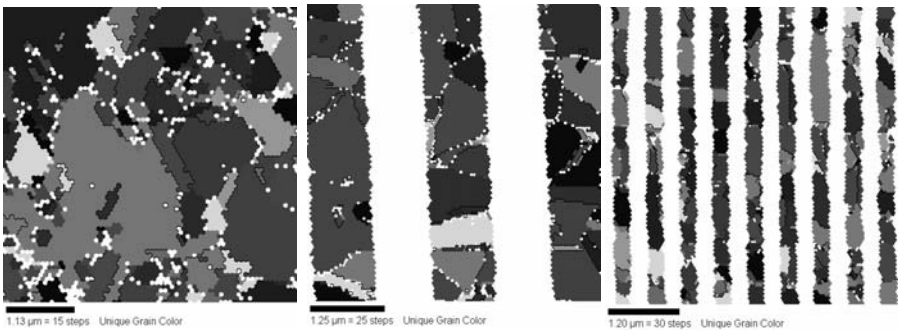 1.13 µm = 15 steps Unique Grain Color
1.25 µm = 25 steps Unique Grain Color
1.20 µm = 30 steps Unique Grain Color